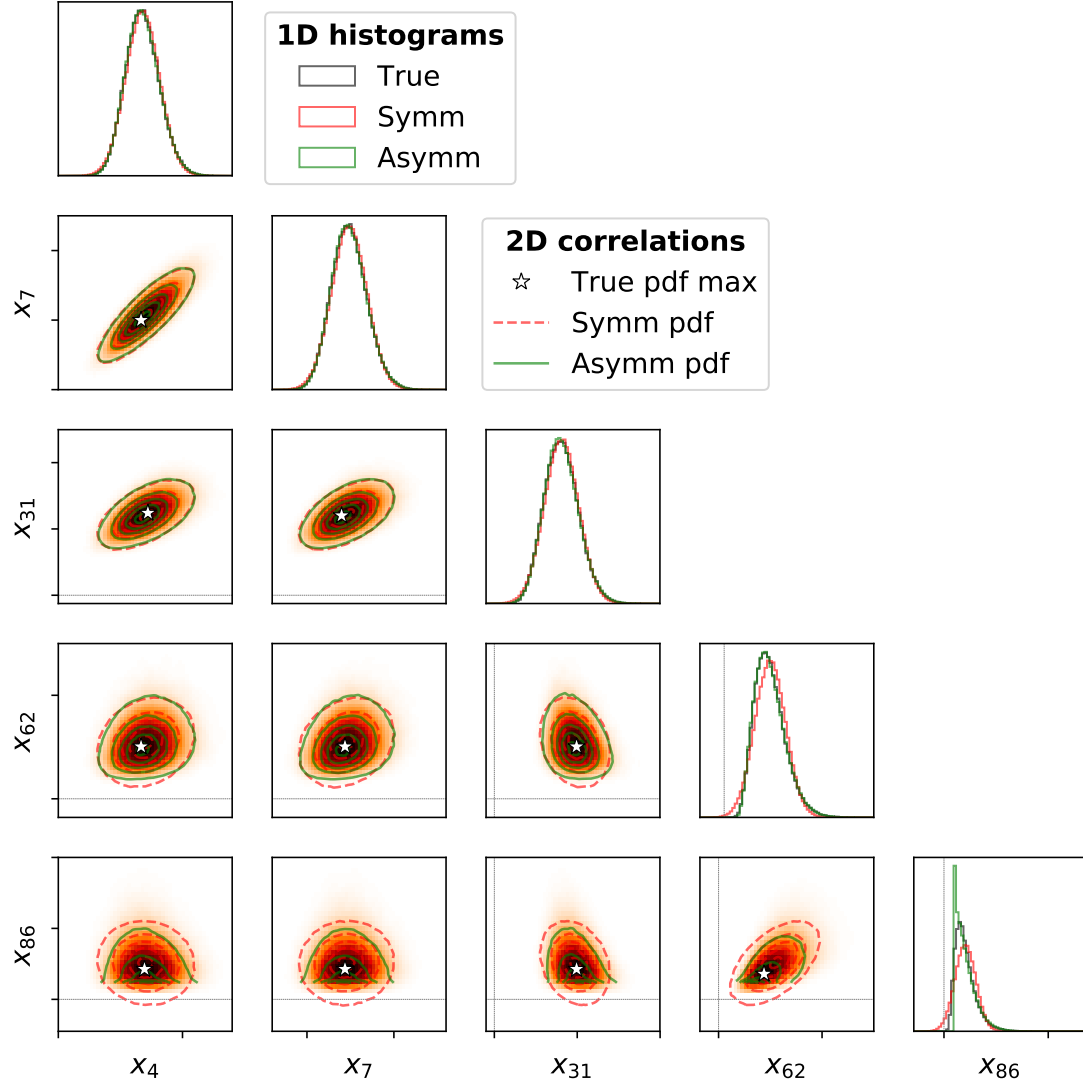 1D histograms
True
Symm
Asymm
2D correlations
True pdf max
Symm pdf
Asymm pdf
x7
x31
x62
x86
x4
x7
x31
x62
x86